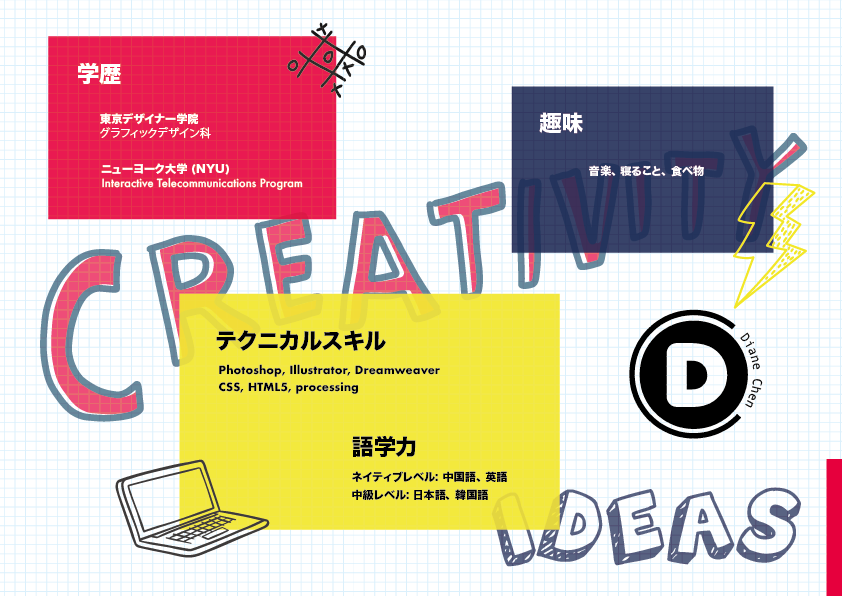 学歴
東京デザイナー学院
グラフィックデザイン科
ニューヨーク大学 (NYU)
Interactive Telecommunications Program
趣味
音楽、寝ること、食べ物
CREATIVITY
テクニカルスキル
Photoshop, Illustrator, Dreamweaver
CSS, HTML5, processing
D
Diane Chen
語学力
ネイティブレベル: 中国語、英語
中級レベル: 日本語、韓国語
IDEAS